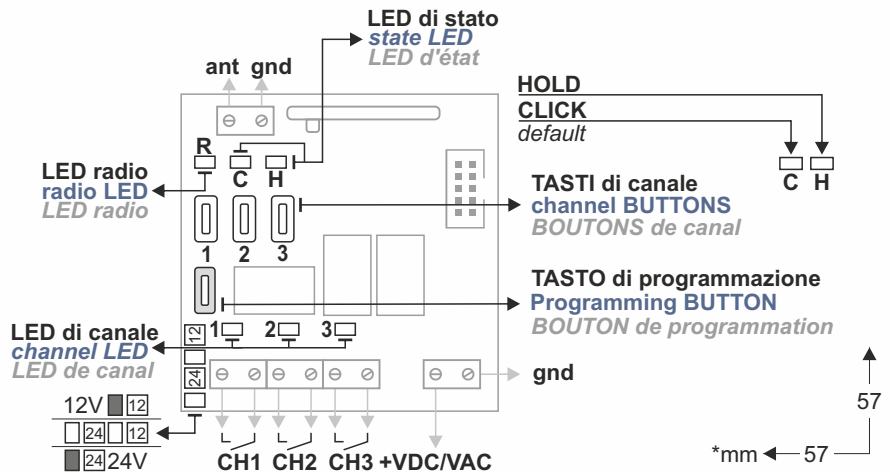 LED di stato
state LED
LED d'état
ant gnd
HOLD
CLICK
default
R
C H
C H
LED radio
radio LED
LED radio
TASTI di canale
channel BUTTONS
BOUTONS de canal
1 2 3
TASTO di programmazione
Programming BUTTON
BOUTON de programmation
LED di canale
channel LED
LED de canal
12
1 2 3
24
gnd
12V 12
24 12
24 24V
CH1 CH2 CH3 +VDC/VAC
57
*mm 57